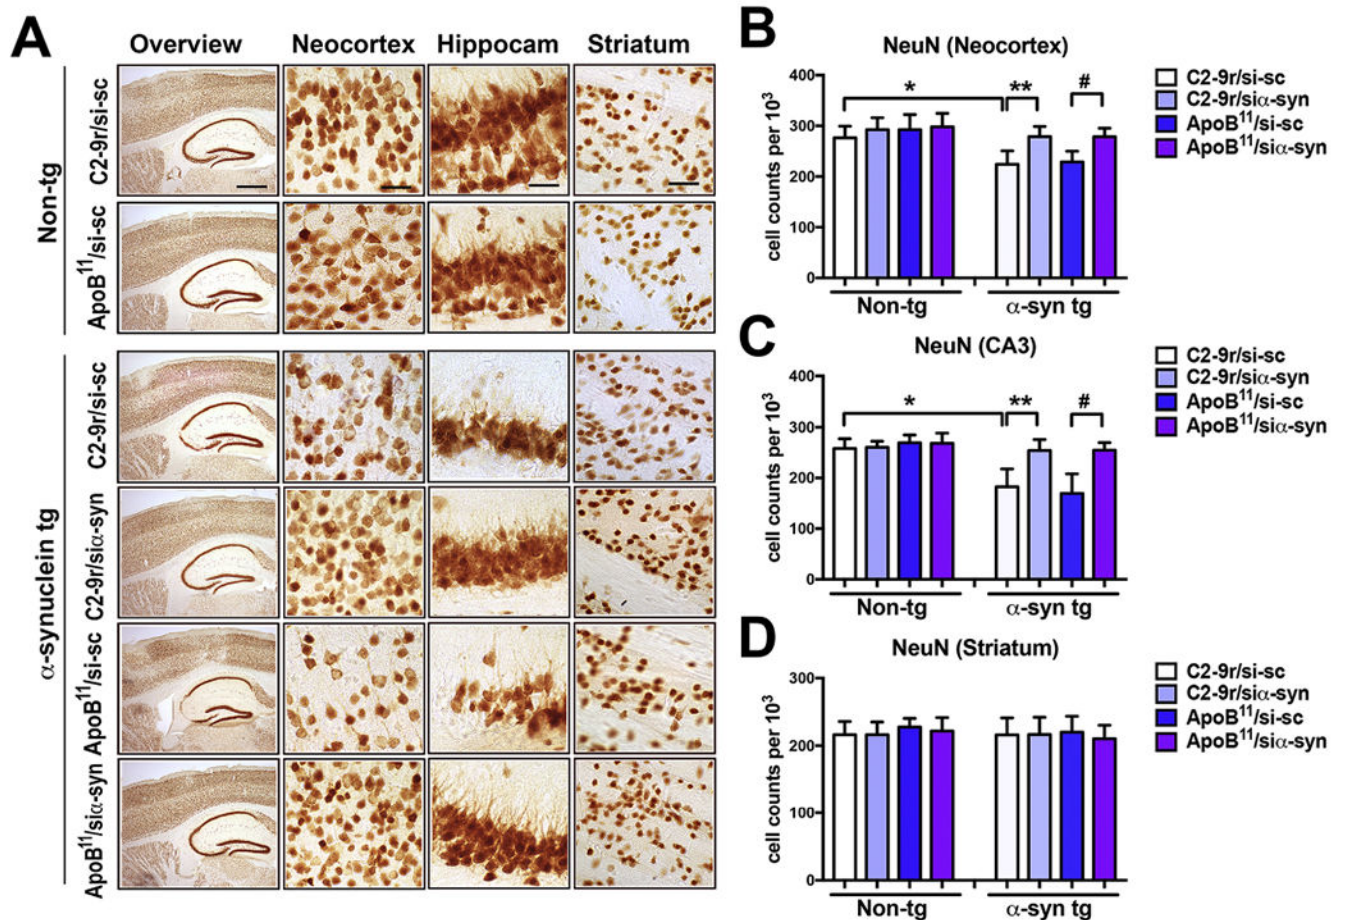 A
Overview Neocortex Hippocam Striatum
Non-tg
C2-9r/si-sc
ApoB11/si-sc
α-synuclein tg
C2-9r/si-sc
C2-9r/siα-syn
ApoB11/si-sc
ApoB11/siα-syn
B
NeuN (Neocortex)
cell counts per 10³
400
300
200
100
0
* ** #
Non-tg α-syn tg
C2-9r/si-sc
C2-9r/siα-syn
ApoB11/si-sc
ApoB11/siα-syn
C
NeuN (CA3)
cell counts per 10³
400
300
200
100
0
* ** #
Non-tg α-syn tg
C2-9r/si-sc
C2-9r/siα-syn
ApoB11/si-sc
ApoB11/siα-syn
D
NeuN (Striatum)
cell counts per 10³
300
200
100
0
Non-tg α-syn tg
C2-9r/si-sc
C2-9r/siα-syn
ApoB11/si-sc
ApoB11/siα-syn